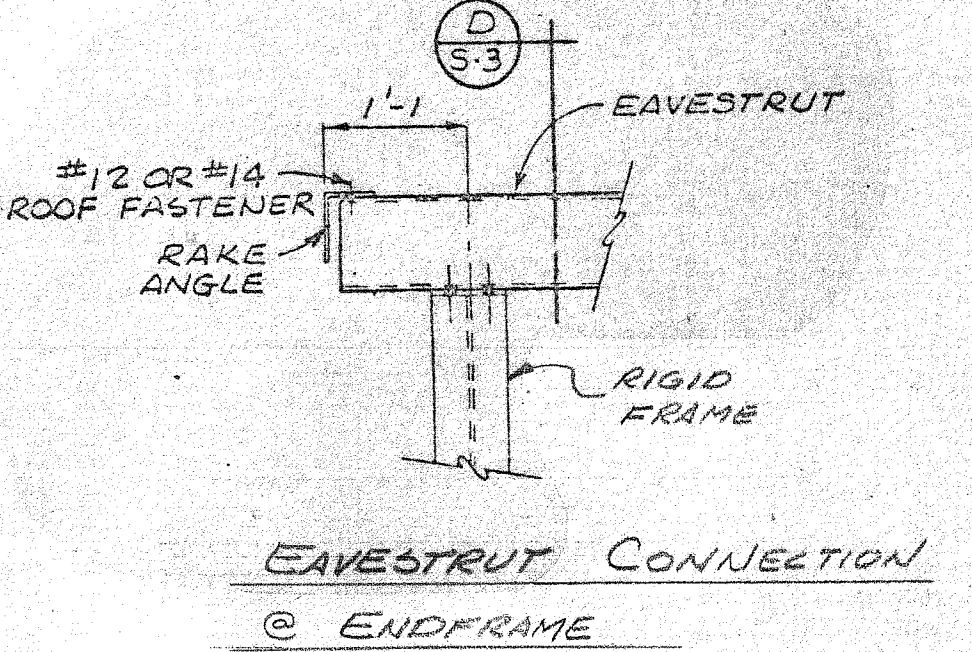 D
S-3
1'-1
EAVESTRUT
#12 OR #14
ROOF FASTENER
RAKE
ANGLE
RIGID
FRAME
EAVESTRUT CONNECTION
@ ENDFRAME